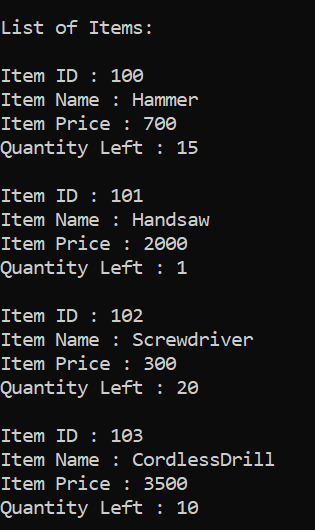 List of Items:
Item ID : 100
Item Name : Hammer
Item Price : 700
Quantity Left : 15
Item ID : 101
Item Name : Handsaw
Item Price : 2000
Quantity Left : 1
Item ID : 102
Item Name : Screwdriver
Item Price : 300
Quantity Left : 20
Item ID : 103
Item Name : CordlessDrill
Item Price : 3500
Quantity Left : 10